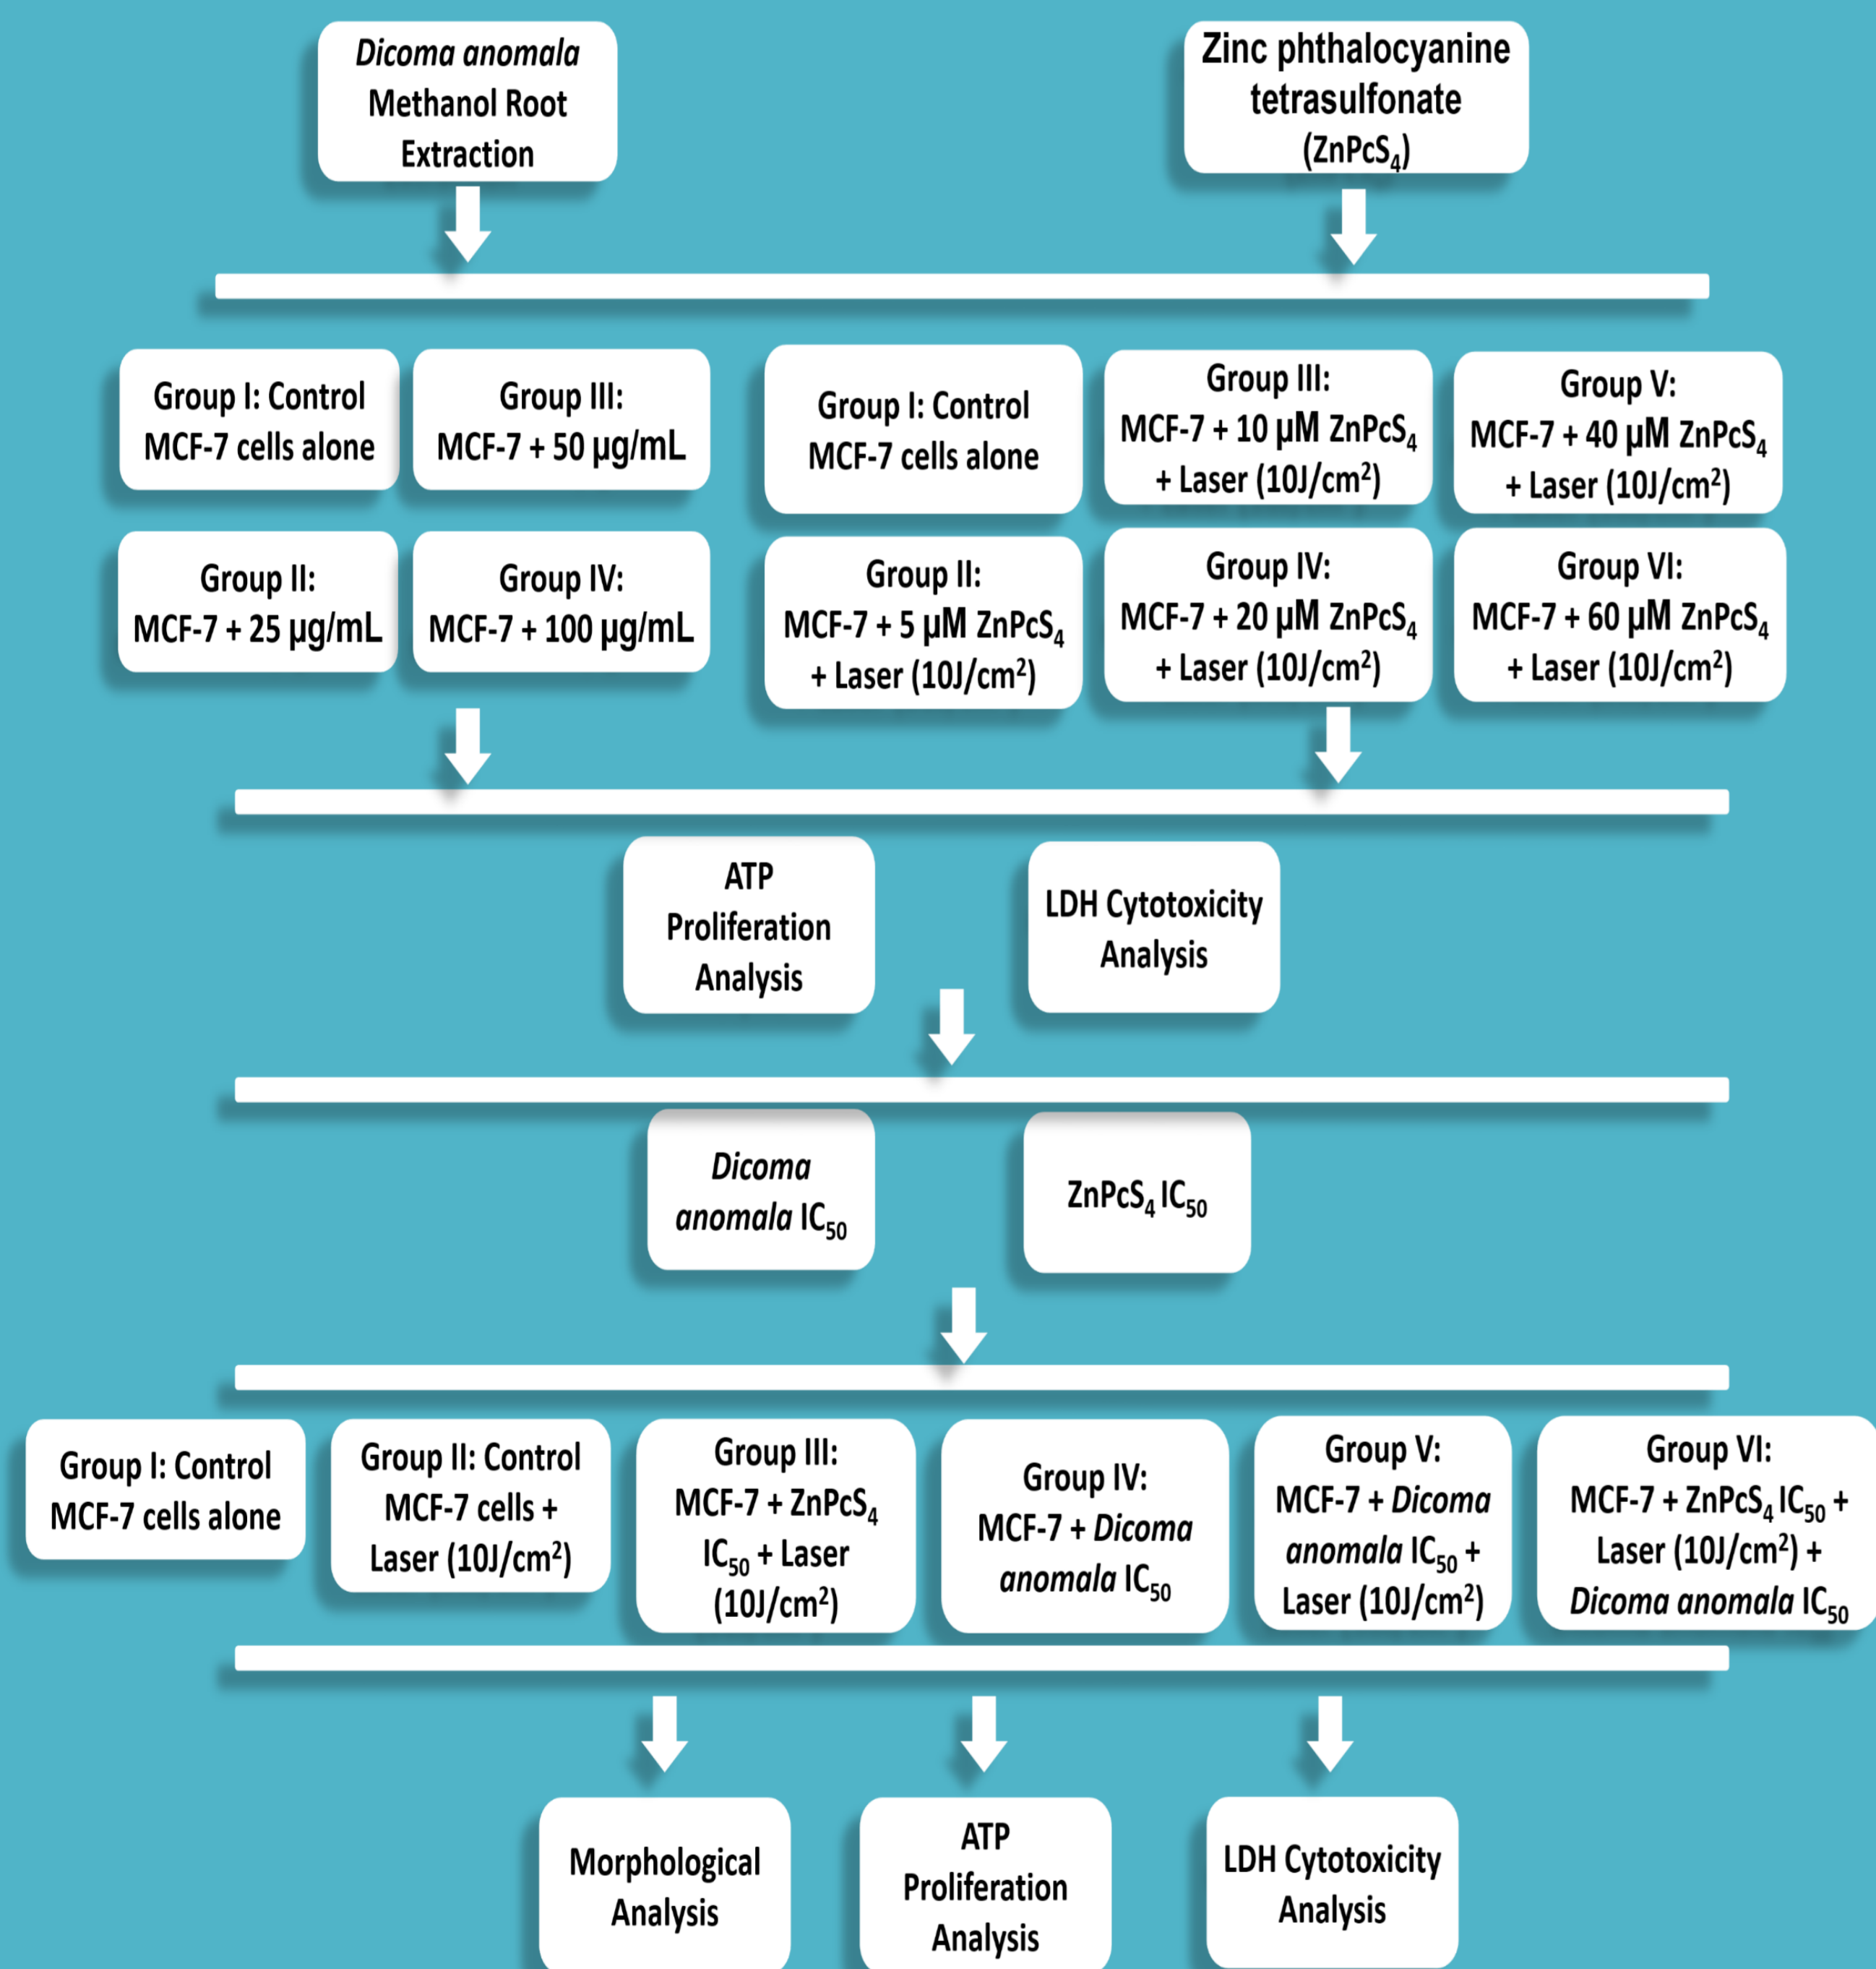 Dicoma anomala
Methanol Root
Extraction
Zinc phthalocyanine
tetrasulfonate
(ZnPcS₄)
Group I: Control
MCF-7 cells alone
Group III:
MCF-7 + 50 µg/mL
Group I: Control
MCF-7 cells alone
Group III:
MCF-7 + 10 µM ZnPcS₄
+ Laser (10J/cm²)
Group V:
MCF-7 + 40 µM ZnPcS₄
+ Laser (10J/cm²)
Group II:
MCF-7 + 25 µg/mL
Group IV:
MCF-7 + 100 µg/mL
Group II:
MCF-7 + 5 µM ZnPcS₄
+ Laser (10J/cm²)
Group IV:
MCF-7 + 20 µM ZnPcS₄
+ Laser (10J/cm²)
Group VI:
MCF-7 + 60 µM ZnPcS₄
+ Laser (10J/cm²)
ATP
Proliferation
Analysis
LDH Cytotoxicity
Analysis
Dicoma
anomala IC₅₀
ZnPcS₄ IC₅₀
Group I: Control
MCF-7 cells alone
Group II: Control
MCF-7 cells +
Laser (10J/cm²)
Group III:
MCF-7 + ZnPcS₄
IC₅₀ + Laser
(10J/cm²)
Group IV:
MCF-7 + Dicoma
anomala IC₅₀
Group V:
MCF-7 + Dicoma
anomala IC₅₀ +
Laser (10J/cm²)
Group VI:
MCF-7 + ZnPcS₄ IC₅₀ +
Laser (10J/cm²) +
Dicoma anomala IC₅₀
Morphological
Analysis
ATP
Proliferation
Analysis
LDH Cytotoxicity
Analysis